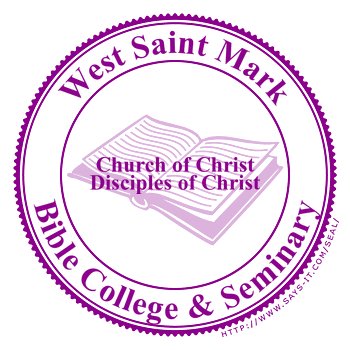 West Saint Mark
Church of Christ
Disciples of Christ
Bible College & Seminary
HTTP://WWW.SAYS-IT.COM/SEAL/